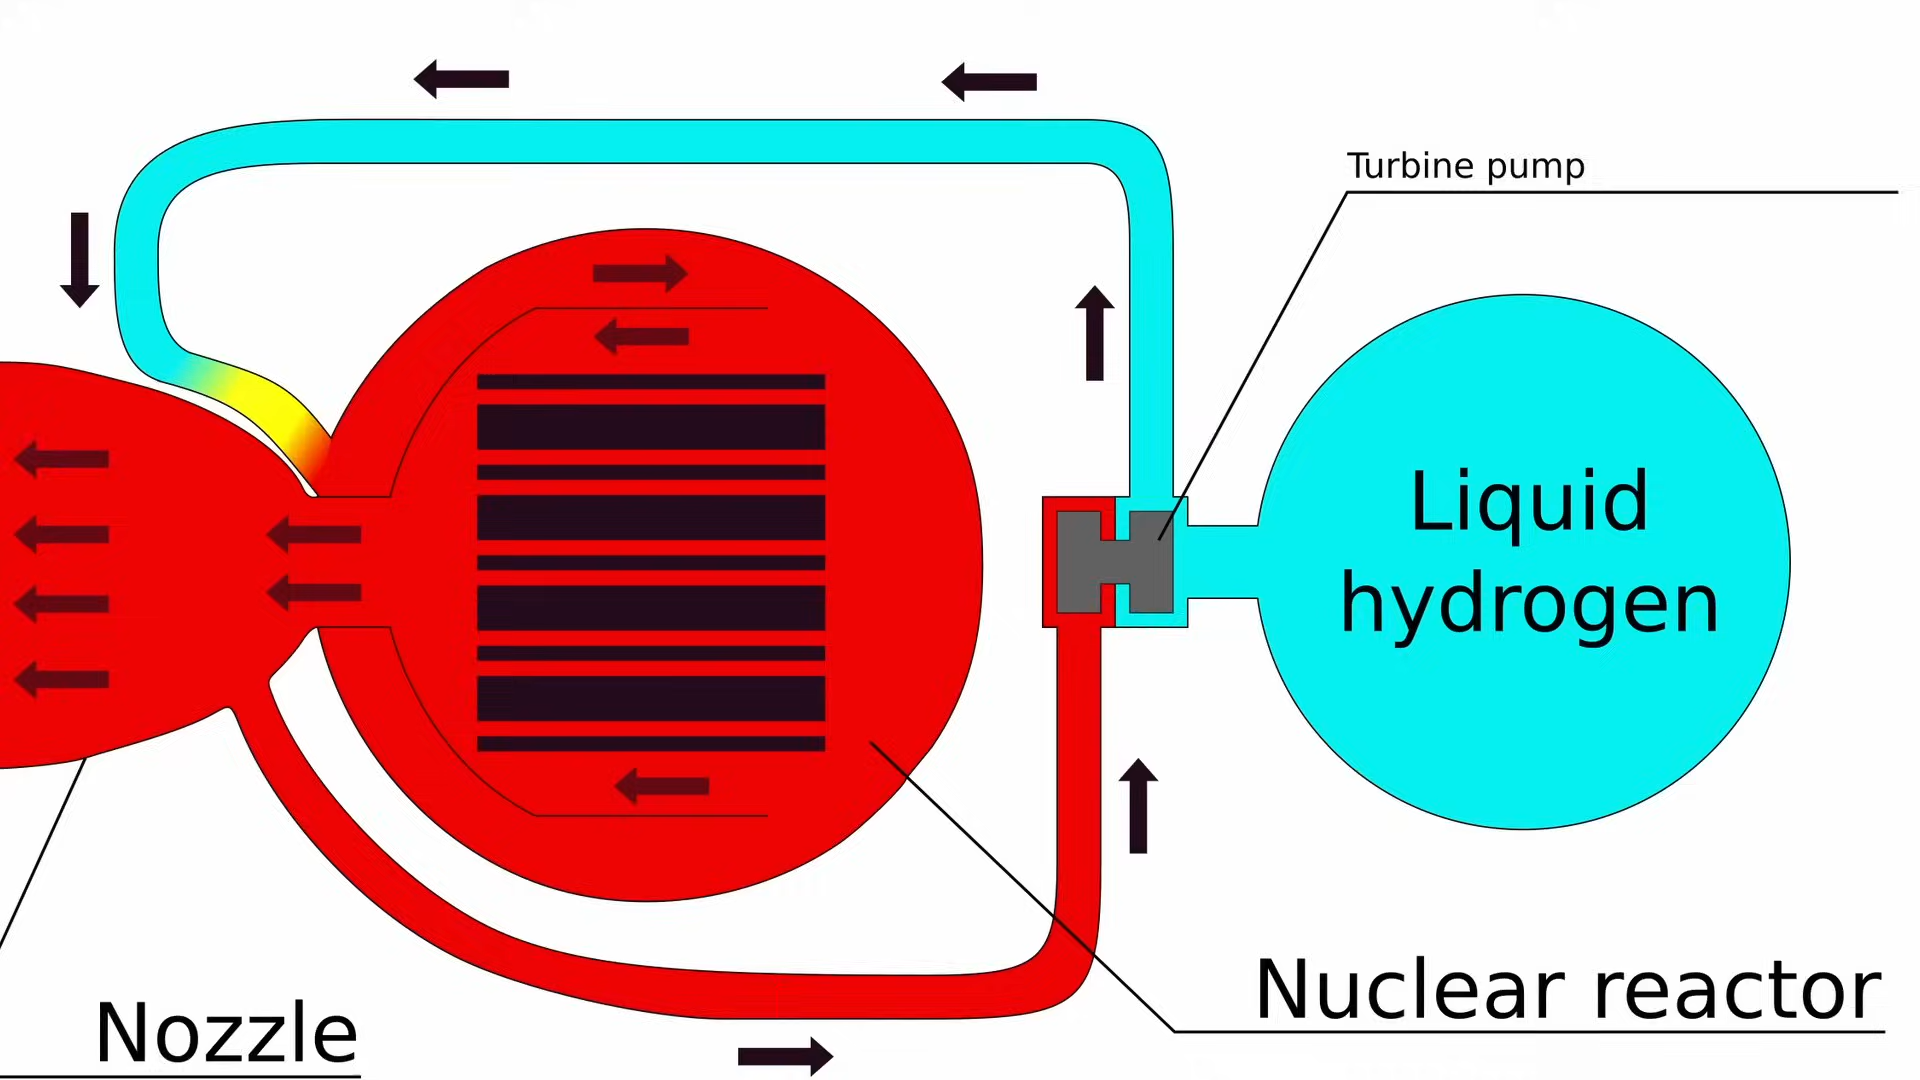 Turbine pump
Liquid
hydrogen
Nuclear reactor
Nozzle